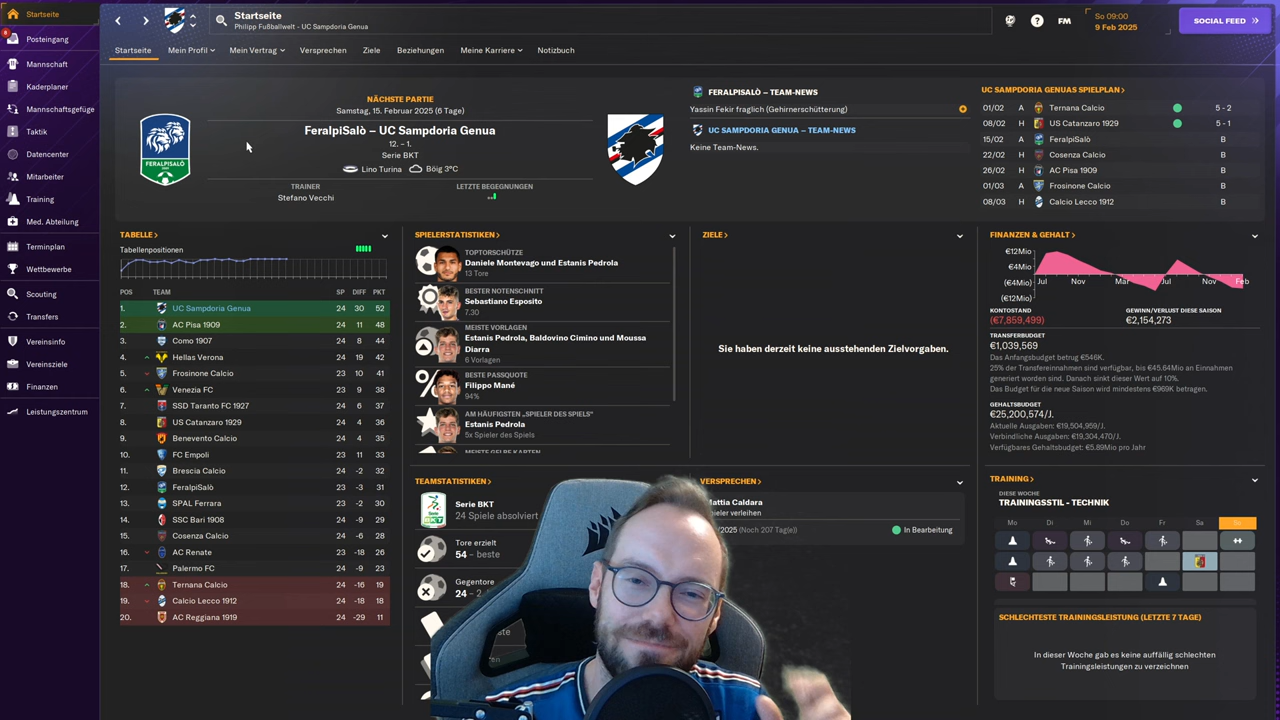 Startseite
Philipp Fußballwelt - UC Sampdoria Genua
So 09:00
9 Feb 2025
FM
SOCIAL FEED
Startseite
6
Posteingang
Mannschaft
Kaderplaner
Mannschaftsgefüge
Taktik
Datencenter
Mitarbeiter
Training
Med. Abteilung
Terminplan
Wettbewerbe
Scouting
Transfers
Vereinsinfo
Vereinsziele
Finanzen
Leistungszentrum
Startseite Mein Profil Mein Vertrag Versprechen Ziele Beziehungen Meine Karriere Notizbuch
NÄCHSTE PARTIE
Samstag, 15. Februar 2025 (6 Tage)
FeralpiSalò – UC Sampdoria Genua
12. – 1.
Serie BKT
Lino Turina Böig 3ºC
TRAINER
Stefano Vecchi
LETZTE BEGEGNUNGEN
FERALPISALÒ
FERALPISALÒ – TEAM-NEWS
Yassin Fekir fraglich (Gehirnerschütterung)
UC SAMPDORIA GENUA – TEAM-NEWS
Keine Team-News.
UC SAMPDORIA GENUAS SPIELPLAN
01/02 A Ternana Calcio 5 - 2
08/02 H US Catanzaro 1929 5 - 1
15/02 A FeralpiSalò B
22/02 H Cosenza Calcio B
26/02 H AC Pisa 1909 B
01/03 A Frosinone Calcio B
08/03 H Calcio Lecco 1912 B
TABELLE
Tabellenpositionen
POS TEAM SP DIFF PKT
1. UC Sampdoria Genua 24 30 52
2. AC Pisa 1909 24 11 48
3. Como 1907 24 8 44
4. Hellas Verona 24 19 42
5. Frosinone Calcio 23 10 41
6. Venezia FC 23 9 38
7. SSD Taranto FC 1927 24 6 37
8. US Catanzaro 1929 24 4 36
9. Benevento Calcio 24 4 35
10. FC Empoli 23 11 33
11. Brescia Calcio 24 -2 32
12. FeralpiSalò 23 -3 31
13. SPAL Ferrara 23 -2 30
14. SSC Bari 1908 24 -9 29
15. Cosenza Calcio 24 -6 28
16. AC Renate 23 -18 26
17. Palermo FC 24 -9 23
18. Ternana Calcio 24 -16 19
19. Calcio Lecco 1912 24 -18 18
20. AC Reggiana 1919 24 -29 11
SPIELERSTATISTIKEN
TOPTORSCHÜTZE
Daniele Montevago und Estanis Pedrola
13 Tore
BESTER NOTENSCHNITT
Sebastiano Esposito
7.30
MEISTE VORLAGEN
Estanis Pedrola, Baldovino Cimino und Moussa
Diarra
6 Vorlagen
BESTE PASSQUOTE
Filippo Mané
94%
AM HÄUFIGSTEN „SPIELER DES SPIELS“
Estanis Pedrola
5x Spieler des Spiels
MEISTE GELBE KARTEN
ZIELE
Sie haben derzeit keine ausstehenden Zielvorgaben.
TEAMSTATISTIKEN
Serie BKT
24 Spiele absolviert
Tore erzielt
54 – beste
Gegentore
24 – 2.
VERSPRECHEN
Mattia Caldara
Spieler verleihen
/2025 (Noch 207 Tag(e)) In Bearbeitung
FINANZEN & GEHALT
€12Mio
€4Mio
(€4Mio)
(€12Mio)
Jul Nov Mar Jul Nov Feb
KONTOSTAND
(€7,859,499)
GEWINN/VERLUST DIESE SAISON
€2,154,273
TRANSFERBUDGET
€1,039,569
Das Anfangsbudget betrug €546K.
25% der Transfereinnahmen sind verfügbar, bis €45.64Mio an Einnahmen
generiert worden sind. Danach sinkt dieser Wert auf 10%.
Das Budget für die neue Saison wird mindestens €969K betragen.
GEHALTSBUDGET
€25,200,574/J.
Aktuelle Ausgaben: €19,504,959/J.
Verbindliche Ausgaben: €19,304,470/J.
Verfügbares Gehaltsbudget: €5.89Mio pro Jahr
TRAINING
DIESE WOCHE
TRAININGSSTIL - TECHNIK
Mo Di Mi Do Fr Sa So
SCHLECHTESTE TRAININGSLEISTUNG (LETZTE 7 TAGE)
In dieser Woche gab es keine auffällig schlechten
Trainingsleistungen zu verzeichnen